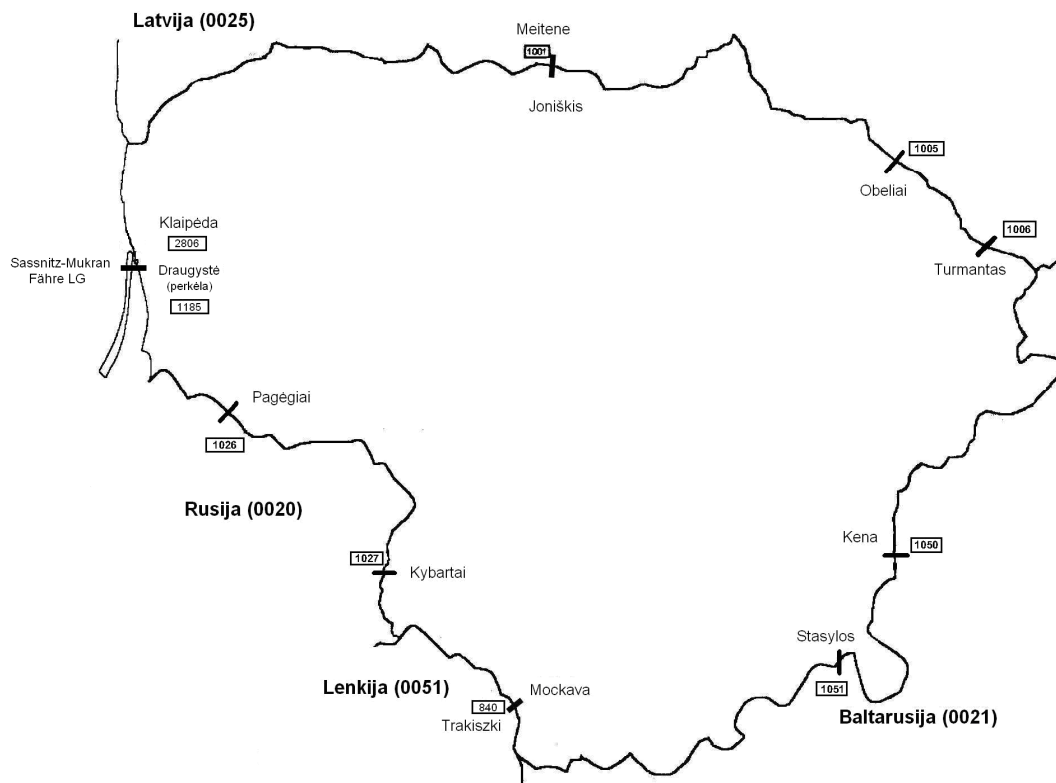 Latvija (0025)
Meitene
1001
Joniškis
1005
Obeliai
1006
Turmantas
Klaipėda
2806
Sassnitz-Mukran
Fähre LG
Draugystė
(perkėla)
1185
Pagėgiai
1026
Rusija (0020)
1027
Kybartai
Kena
1050
Stasylos
1051
Lenkija (0051)
Mockava
840
Trakiszki
Baltarusija (0021)